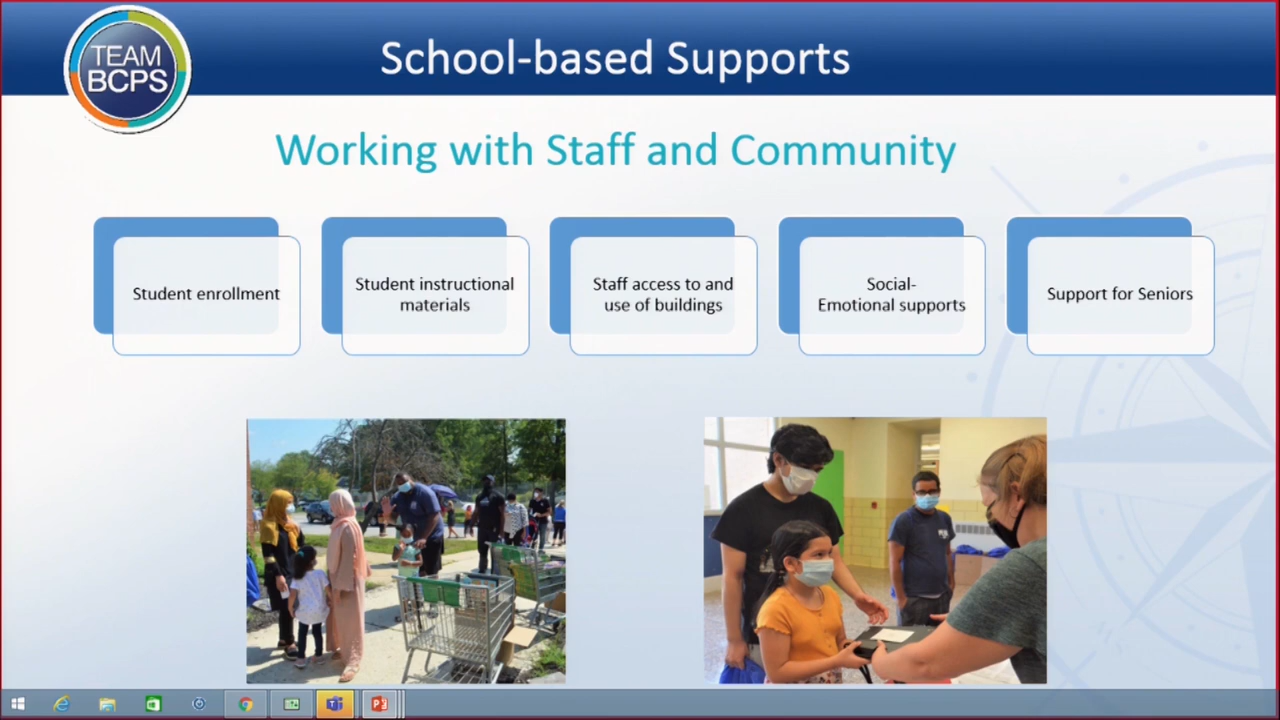 TEAM
BCPS
School-based Supports
Working with Staff and Community
Student enrollment
Student instructional
materials
Staff access to and
use of buildings
Social-
Emotional supports
Support for Seniors